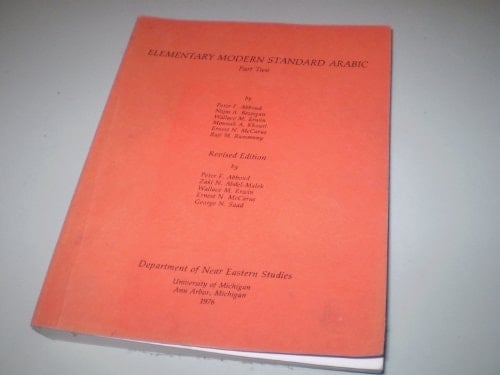 ELEMENTARY MODERN STANDARD ARABIC
Part Two
by
Peter F. Abboud
Najm A. Bezirgan
Wallace M. Erwin
Mounah A. Khouri
Ernest N. McCarus
Raji M. Rammuny
Revised Edition
by
Peter F. Abboud
Zaki N. Abdel-Malek
Wallace M. Erwin
Ernest N. McCarus
George N. Saad
Department of Near Eastern Studies
University of Michigan
Ann Arbor, Michigan
1976